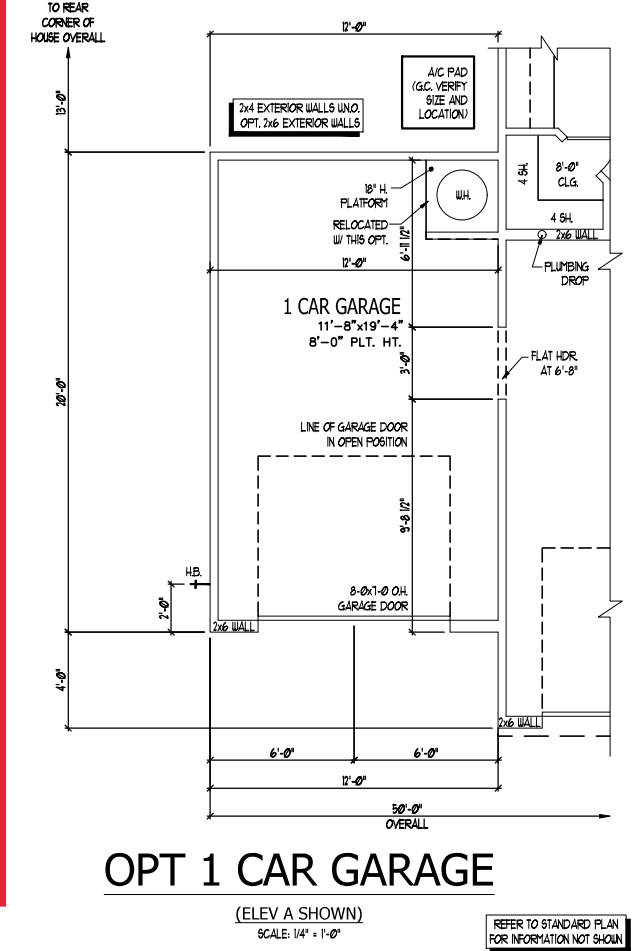 TO REAR
CORNER OF
HOUSE OVERALL
12'-0"
A/C PAD
(G.C. VERIFY
SIZE AND
LOCATION)
13'-0"
2x4 EXTERIOR WALLS U.N.O.
OPT. 2x6 EXTERIOR WALLS
18" H.
PLATFORM
W.H.
4 SH.
8'-0"
CLG.
RELOCATED
W/ THIS OPT.
6'-11 1/2"
4 SH.
2x6 WALL
12'-0"
PLUMBING
DROP
1 CAR GARAGE
11'-8"x19'-4"
8'-0" PLT. HT.
3'-0"
FLAT HDR.
AT 6'-8"
20'-0"
LINE OF GARAGE DOOR
IN OPEN POSITION
9'-8 1/2"
H.B.
2'-0"
8-0x7-0 O.H.
GARAGE DOOR
2x6 WALL
4'-0"
2x6 WALL
6'-0"
6'-0"
12'-0"
50'-0"
OVERALL
OPT 1 CAR GARAGE
(ELEV A SHOWN)
SCALE: 1/4" = 1'-0"
REFER TO STANDARD PLAN
FOR INFORMATION NOT SHOWN